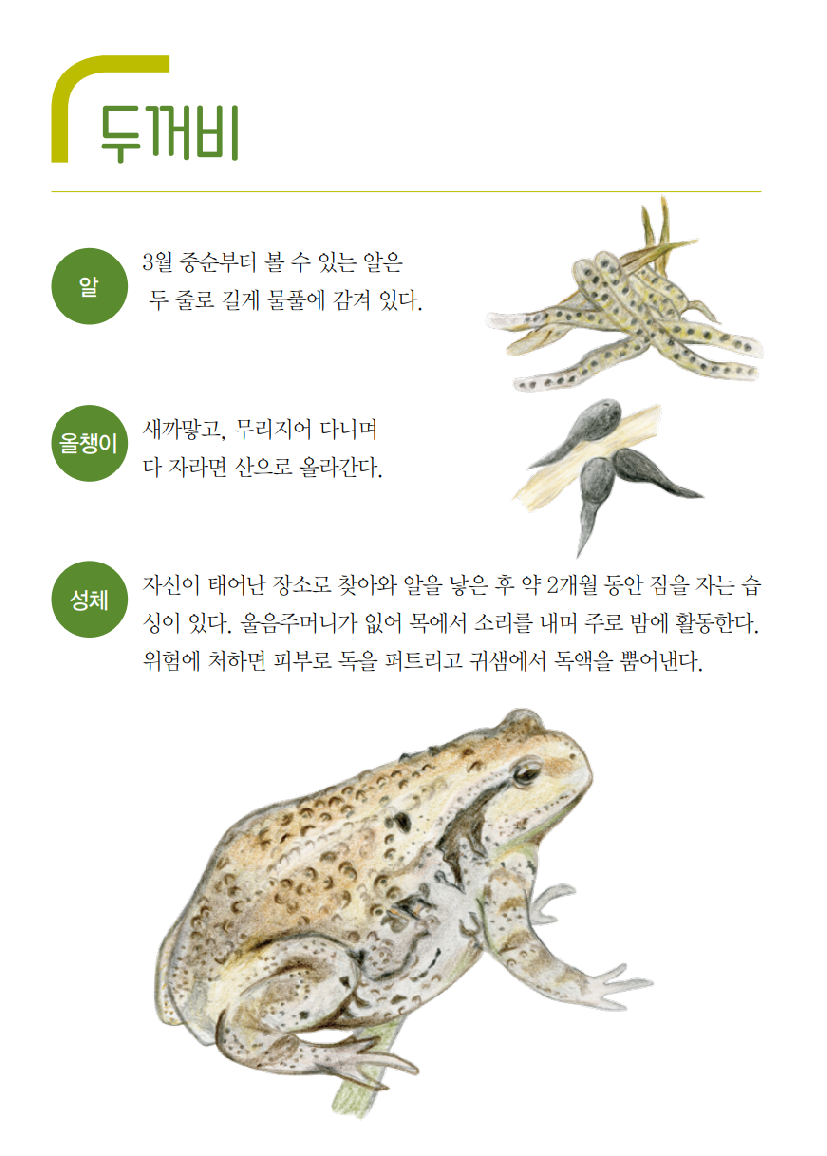 두꺼비
알
3월 중순부터 볼 수 있는 알은
두 줄로 길게 물풀에 감겨 있다.
올챙이
새까맣고, 무리지어 다니며
다 자라면 산으로 올라간다.
성체
자신이 태어난 장소로 찾아와 알을 낳은 후 약 2개월 동안 잠을 자는 습
성이 있다. 울음주머니가 없어 목에서 소리를 내며 주로 밤에 활동한다.
위험에 처하면 피부로 독을 퍼트리고 귀샘에서 독액을 뿜어낸다.